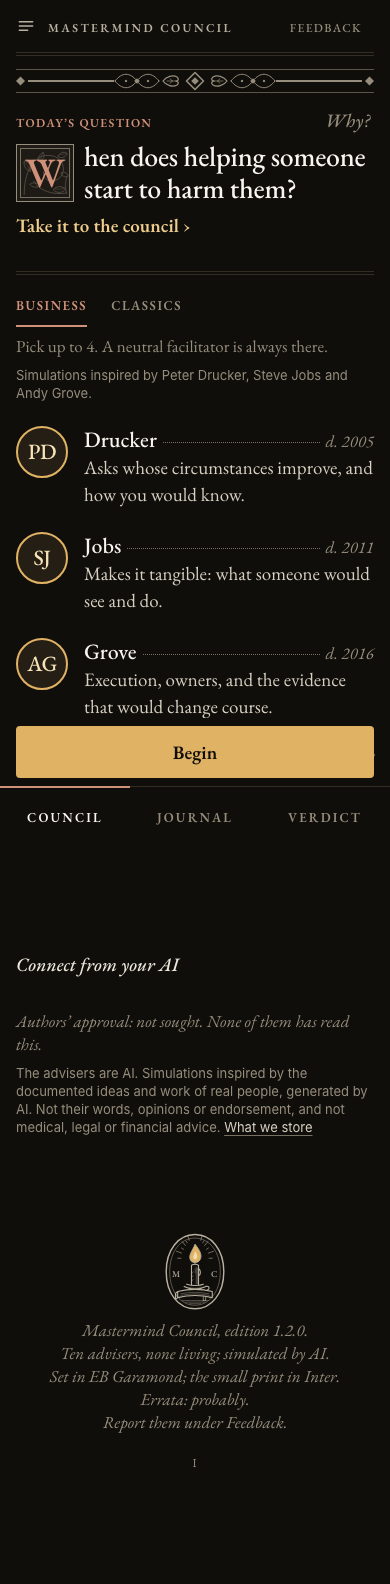 MASTERMIND COUNCIL
FEEDBACK
TODAY'S QUESTION
Why?
When does helping someone
start to harm them?
Take it to the council ›
BUSINESS
CLASSICS
Pick up to 4. A neutral facilitator is always there.
Simulations inspired by Peter Drucker, Steve Jobs and
Andy Grove.
PD
Drucker
d. 2005
Asks whose circumstances improve, and
how you would know.
SJ
Jobs
d. 2011
Makes it tangible: what someone would
see and do.
AG
Grove
d. 2016
Execution, owners, and the evidence
that would change course.
Begin
COUNCIL
JOURNAL
VERDICT
Connect from your AI
Authors’ approval: not sought. None of them has read
this.
The advisers are AI. Simulations inspired by the
documented ideas and work of real people, generated by
AI. Not their words, opinions or endorsement, and not
medical, legal or financial advice. What we store
M C
Mastermind Council, edition 1.2.0.
Ten advisers, none living; simulated by AI.
Set in EB Garamond; the small print in Inter.
Errata: probably.
Report them under Feedback.
I